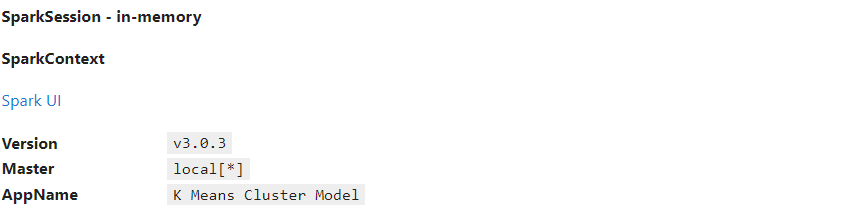 SparkSession - in-memory
SparkContext
Spark UI
Version v3.0.3
Master local[*]
AppName K Means Cluster Model